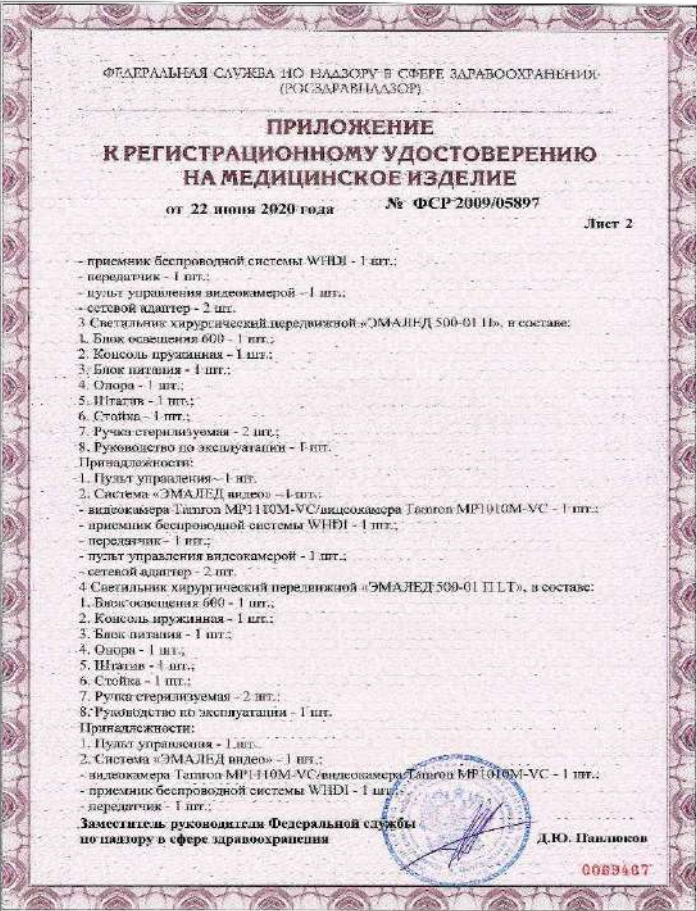 ФЕДЕРАЛЬНАЯ СЛУЖБА ПО НАДЗОРУ В СФЕРЕ ЗДРАВООХРАНЕНИЯ
(РОСЗДРАВНАДЗОР)
ПРИЛОЖЕНИЕ
К РЕГИСТРАЦИОННОМУ УДОСТОВЕРЕНИЮ
НА МЕДИЦИНСКОЕ ИЗДЕЛИЕ
от 22 июня 2020 года № ФСР 2009/05897
Лист 2
- приемник беспроводной системы WHDI - 1 шт.;
- передатчик - 1 шт.;
- пульт управления видеокамерой - 1 шт.;
- сетевой адаптер - 2 шт.
3 Светильник хирургический передвижной «ЭМАЛЕД 500-01 П», в составе:
1. Блок освещения 600 - 1 шт.;
2. Консоль пружинная - 1 шт.;
3. Блок питания - 1 шт.;
4. Опора - 1 шт.;
5. Штатив - 1 шт.;
6. Стойка - 1 шт.;
7. Ручка стерилизуемая - 2 шт.;
8. Руководство по эксплуатации - 1 шт.
Принадлежности:
1. Пульт управления - 1 шт.
2. Система «ЭМАЛЕД видео» - 1 шт.:
- видеокамера Tamron MP1110M-VC/видеокамера Tamron MP1010M-VC - 1 шт.;
- приемник беспроводной системы WHDI - 1 шт.;
- передатчик - 1 шт.;
- пульт управления видеокамерой - 1 шт.;
- сетевой адаптер - 2 шт.
4 Светильник хирургический передвижной «ЭМАЛЕД 500-01 П LT», в составе:
1. Блок освещения 600 - 1 шт.;
2. Консоль пружинная - 1 шт.;
3. Блок питания - 1 шт.;
4. Опора - 1 шт.;
5. Штатив - 1 шт.;
6. Стойка - 1 шт.;
7. Ручка стерилизуемая - 2 шт.;
8. Руководство по эксплуатации - 1 шт.
Принадлежности:
1. Пульт управления - 1 шт.
2. Система «ЭМАЛЕД видео» - 1 шт.:
- видеокамера Tamron MP1110M-VC/видеокамера Tamron MP1010M-VC - 1 шт.;
- приемник беспроводной системы WHDI - 1 шт.;
- передатчик - 1 шт.;
Заместитель руководителя Федеральной службы
по надзору в сфере здравоохранения Д.Ю. Павлюков
0069467